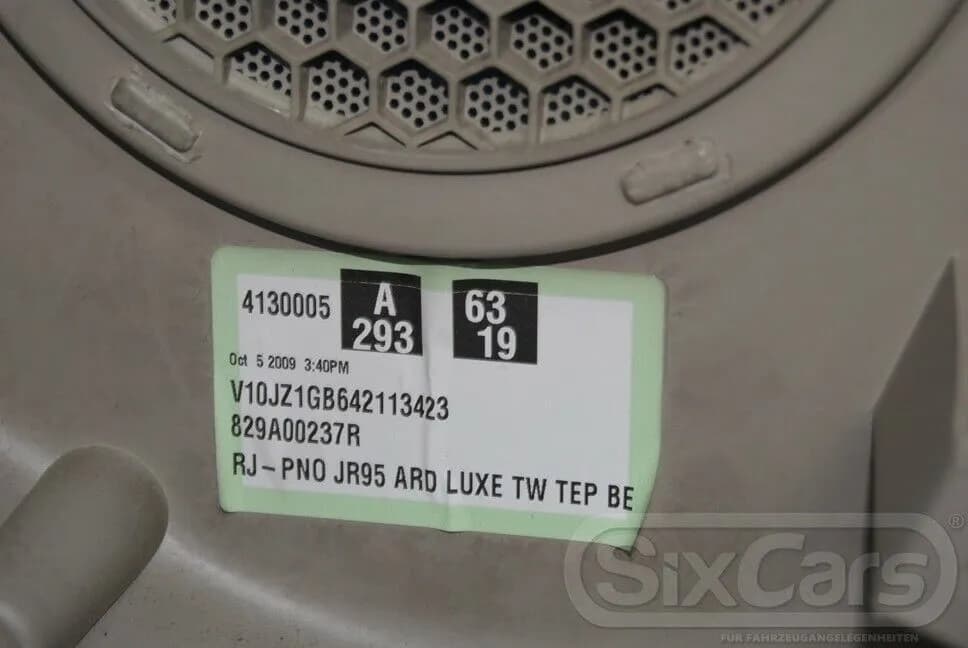 4130005 A 63
293 19
Oct 5 2009 3:40PM
V10JZ1GB642113423
829A00237R
RJ-PNO JR95 ARD LUXE TW TEP BE
SixCars®
FÜR FAHRZEUGANGELEGENHEITEN